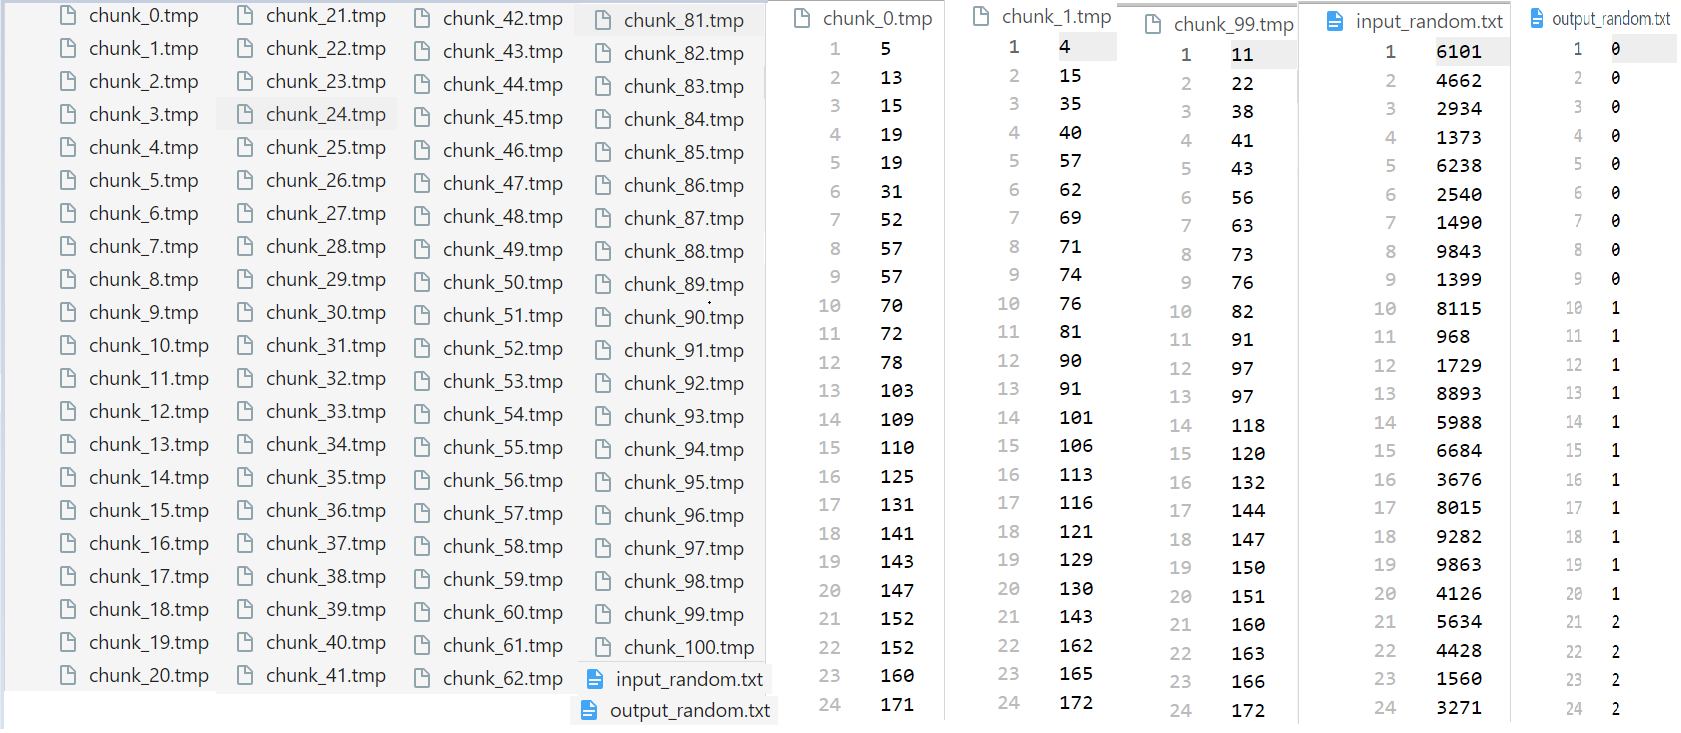 chunk_0.tmp
chunk_1.tmp
chunk_2.tmp
chunk_3.tmp
chunk_4.tmp
chunk_5.tmp
chunk_6.tmp
chunk_7.tmp
chunk_8.tmp
chunk_9.tmp
chunk_10.tmp
chunk_11.tmp
chunk_12.tmp
chunk_13.tmp
chunk_14.tmp
chunk_15.tmp
chunk_16.tmp
chunk_17.tmp
chunk_18.tmp
chunk_19.tmp
chunk_20.tmp
chunk_21.tmp
chunk_22.tmp
chunk_23.tmp
chunk_24.tmp
chunk_25.tmp
chunk_26.tmp
chunk_27.tmp
chunk_28.tmp
chunk_29.tmp
chunk_30.tmp
chunk_31.tmp
chunk_32.tmp
chunk_33.tmp
chunk_34.tmp
chunk_35.tmp
chunk_36.tmp
chunk_37.tmp
chunk_38.tmp
chunk_39.tmp
chunk_40.tmp
chunk_41.tmp
chunk_42.tmp
chunk_43.tmp
chunk_44.tmp
chunk_45.tmp
chunk_46.tmp
chunk_47.tmp
chunk_48.tmp
chunk_49.tmp
chunk_50.tmp
chunk_51.tmp
chunk_52.tmp
chunk_53.tmp
chunk_54.tmp
chunk_55.tmp
chunk_56.tmp
chunk_57.tmp
chunk_58.tmp
chunk_59.tmp
chunk_60.tmp
chunk_61.tmp
chunk_62.tmp
chunk_81.tmp
chunk_82.tmp
chunk_83.tmp
chunk_84.tmp
chunk_85.tmp
chunk_86.tmp
chunk_87.tmp
chunk_88.tmp
chunk_89.tmp
chunk_90.tmp
chunk_91.tmp
chunk_92.tmp
chunk_93.tmp
chunk_94.tmp
chunk_95.tmp
chunk_96.tmp
chunk_97.tmp
chunk_98.tmp
chunk_99.tmp
chunk_100.tmp
input_random.txt
output_random.txt
chunk_0.tmp
1 5
2 13
3 15
4 19
5 19
6 31
7 52
8 57
9 57
10 70
11 72
12 78
13 103
14 109
15 110
16 125
17 131
18 141
19 143
20 147
21 152
22 152
23 160
24 171
chunk_1.tmp
1 4
2 15
3 35
4 40
5 57
6 62
7 69
8 71
9 74
10 76
11 81
12 90
13 91
14 101
15 106
16 113
17 116
18 121
19 129
20 130
21 143
22 162
23 165
24 172
chunk_99.tmp
1 11
2 22
3 38
4 41
5 43
6 56
7 63
8 73
9 76
10 82
11 91
12 97
13 97
14 118
15 120
16 132
17 144
18 147
19 150
20 151
21 160
22 163
23 166
24 172
input_random.txt
1 6101
2 4662
3 2934
4 1373
5 6238
6 2540
7 1490
8 9843
9 1399
10 8115
11 968
12 1729
13 8893
14 5988
15 6684
16 3676
17 8015
18 9282
19 9863
20 4126
21 5634
22 4428
23 1560
24 3271
output_random.txt
1 0
2 0
3 0
4 0
5 0
6 0
7 0
8 0
9 0
10 1
11 1
12 1
13 1
14 1
15 1
16 1
17 1
18 1
19 1
20 1
21 2
22 2
23 2
24 2